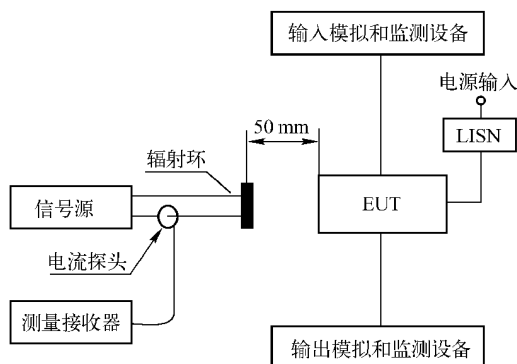 输入模拟和监测设备
电源输入
LISN
50 mm
辐射环
信号源
EUT
电流探头
测量接收器
输出模拟和监测设备